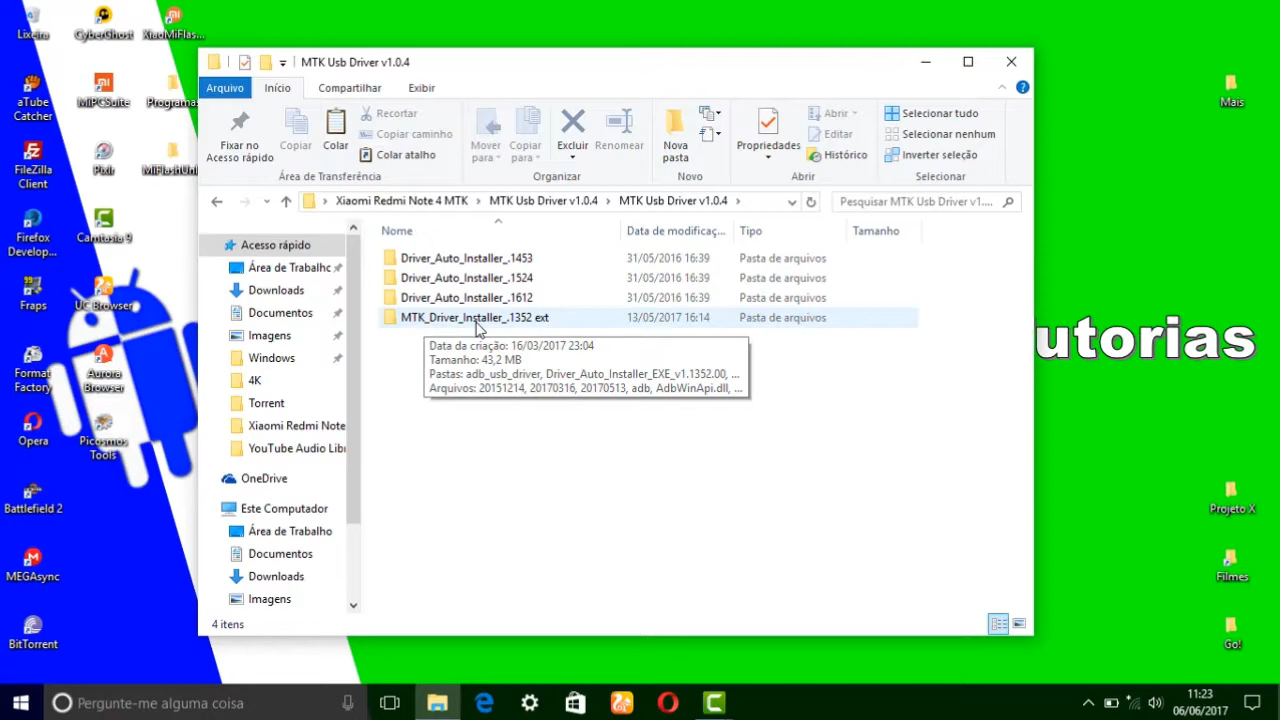 Lixeira
CyberGhost
XiaoMiFlas...
aTube
Catcher
MiPCSuite
Programas
FileZilla
Client
Pixlr
MiFlashUni
Firefox
Develop...
Camtasia 9
Fraps
UC Browser
Format
Factory
Aurora
Browser
Opera
Picosmos
Tools
Battlefield 2
MEGAsync
BitTorrent
MTK Usb Driver v1.0.4
Arquivo
Início
Compartilhar
Exibir
Fixar no
Acesso rápido
Copiar
Colar
Recortar
Copiar caminho
Colar atalho
Área de Transferência
Mover
para
Copiar
para
Excluir
Renomear
Organizar
Nova
pasta
Novo
Propriedades
Abrir
Editar
Histórico
Abrir
Selecionar tudo
Selecionar nenhum
Inverter seleção
Selecionar
Xiaomi Redmi Note 4 MTK
MTK Usb Driver v1.0.4
MTK Usb Driver v1.0.4
Pesquisar MTK Usb Driver v1....
Acesso rápido
Área de Trabalhc
Downloads
Documentos
Imagens
Windows
4K
Torrent
Xiaomi Redmi Note
YouTube Audio Libr
OneDrive
Este Computador
Área de Trabalho
Documentos
Downloads
Imagens
Nome
Data de modificaç...
Tipo
Tamanho
Driver_Auto_Installer_.1453
31/05/2016 16:39
Pasta de arquivos
Driver_Auto_Installer_.1524
31/05/2016 16:39
Pasta de arquivos
Driver_Auto_Installer_.1612
31/05/2016 16:39
Pasta de arquivos
MTK_Driver_Installer_.1352 ext
13/05/2017 16:14
Pasta de arquivos
Data da criação: 16/03/2017 23:04
Tamanho: 43,2 MB
Pastas: adb_usb_driver, Driver_Auto_Installer_EXE_v1.1352.00, ...
Arquivos: 20151214, 20170316, 20170513, adb, AdbWinApi.dll, ...
4 itens
Mais
utorias
Projeto X
Filmes
Go!
Pergunte-me alguma coisa
11:23
06/06/2017